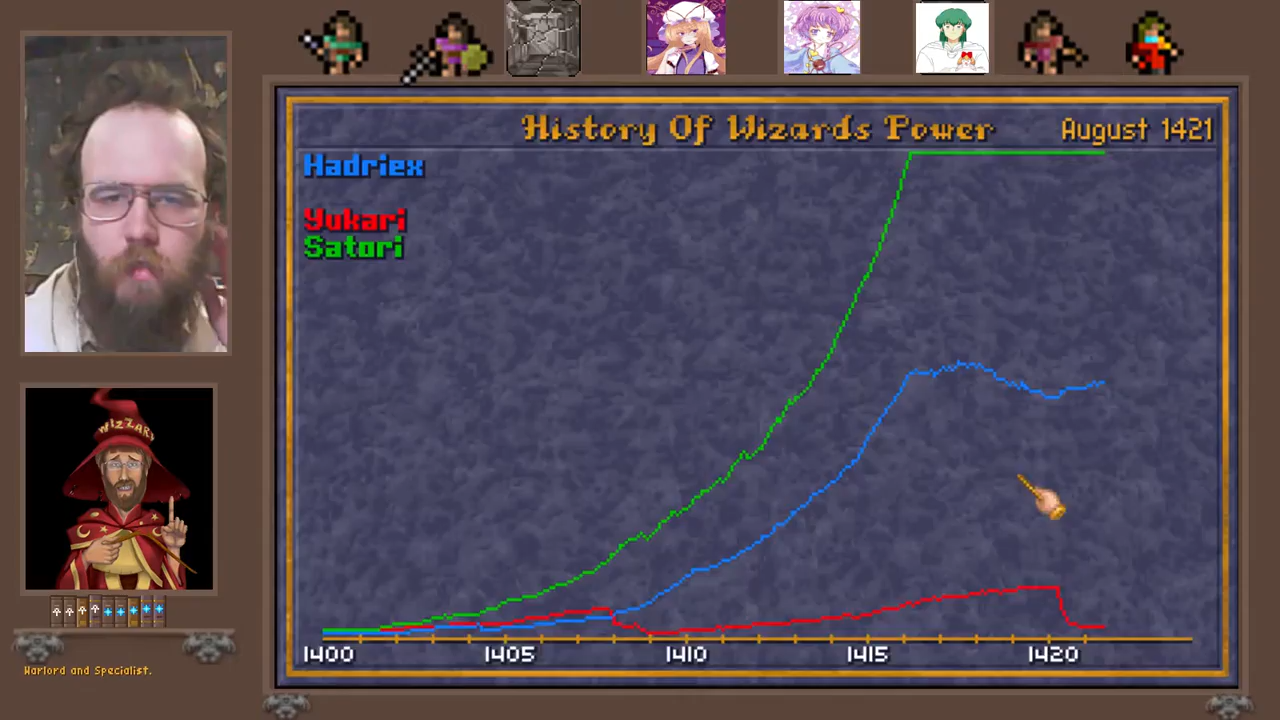 History Of Wizards Power
August 1421
Hadriex
Yukari
Satori
WIZZARD
1400 1405 1410 1415 1420
Warlord and Specialist.